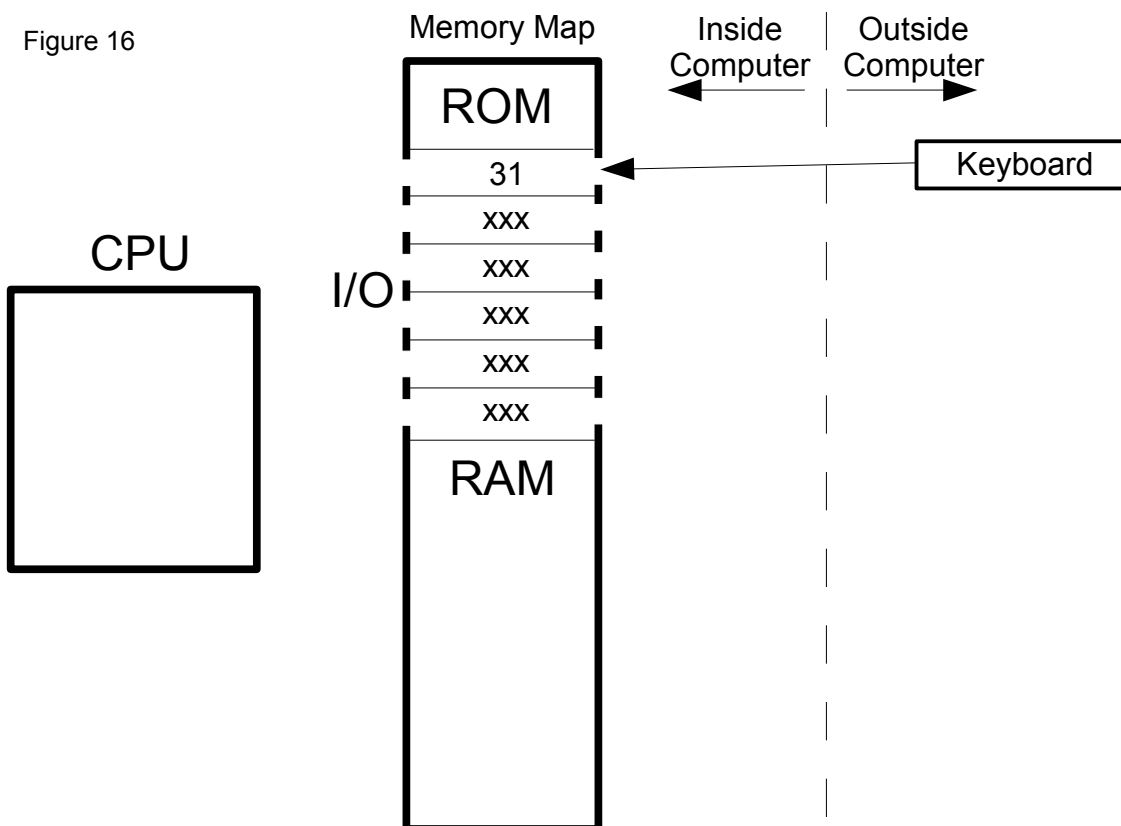 Figure 16
Memory Map
Inside
Computer
Outside
Computer
ROM
31
Keyboard
xxx
CPU
xxx
I/O
xxx
xxx
xxx
RAM